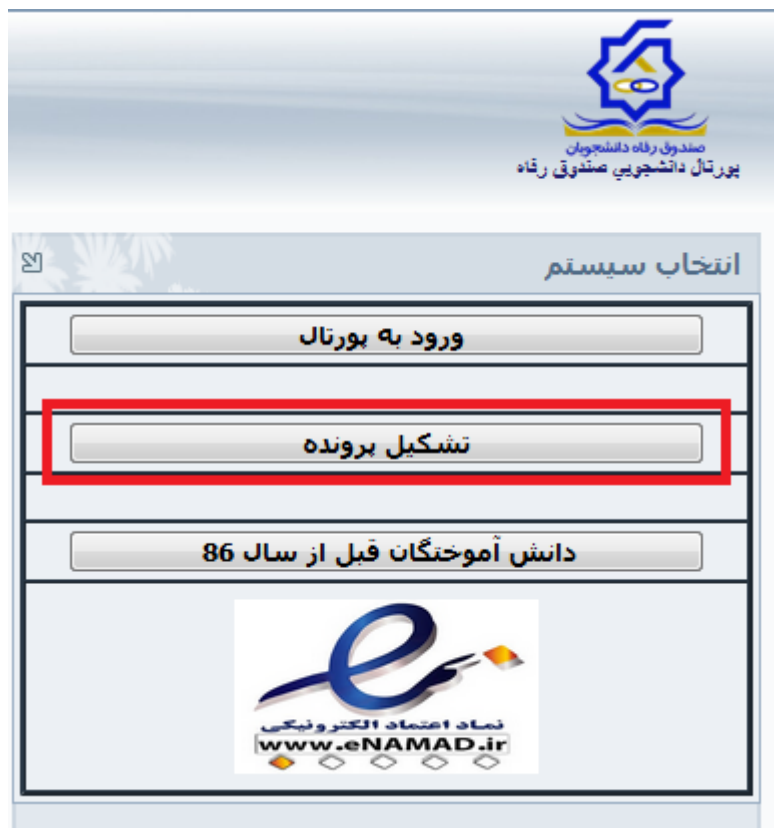 صندوق رفاه دانشجویان
پورتال دانشجویي صندوق رفاه
انتخاب سیستم
ورود به پورتال
تشکیل پرونده
دانش آموختگان قبل از سال 86
نماد اعتماد الکترونیکی
www.eNAMAD.ir